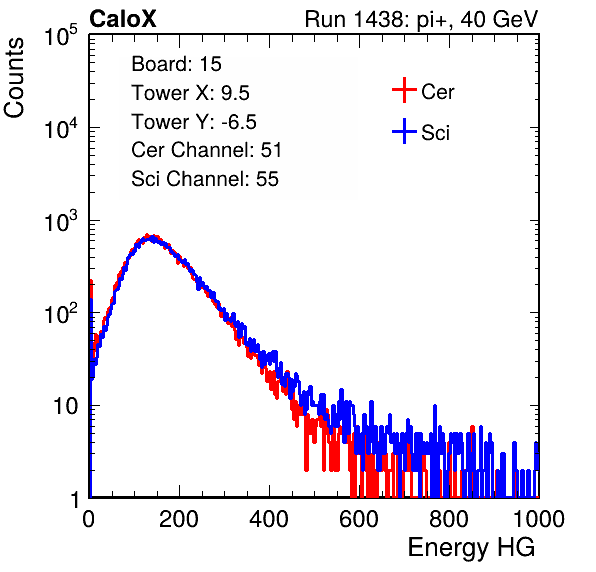 CaloX
Run 1438: pi+, 40 GeV
Counts
10^5
10^4
10^3
10^2
10
1
Board: 15
Tower X: 9.5
Tower Y: -6.5
Cer Channel: 51
Sci Channel: 55
Cer
Sci
0 200 400 600 800 1000
Energy HG